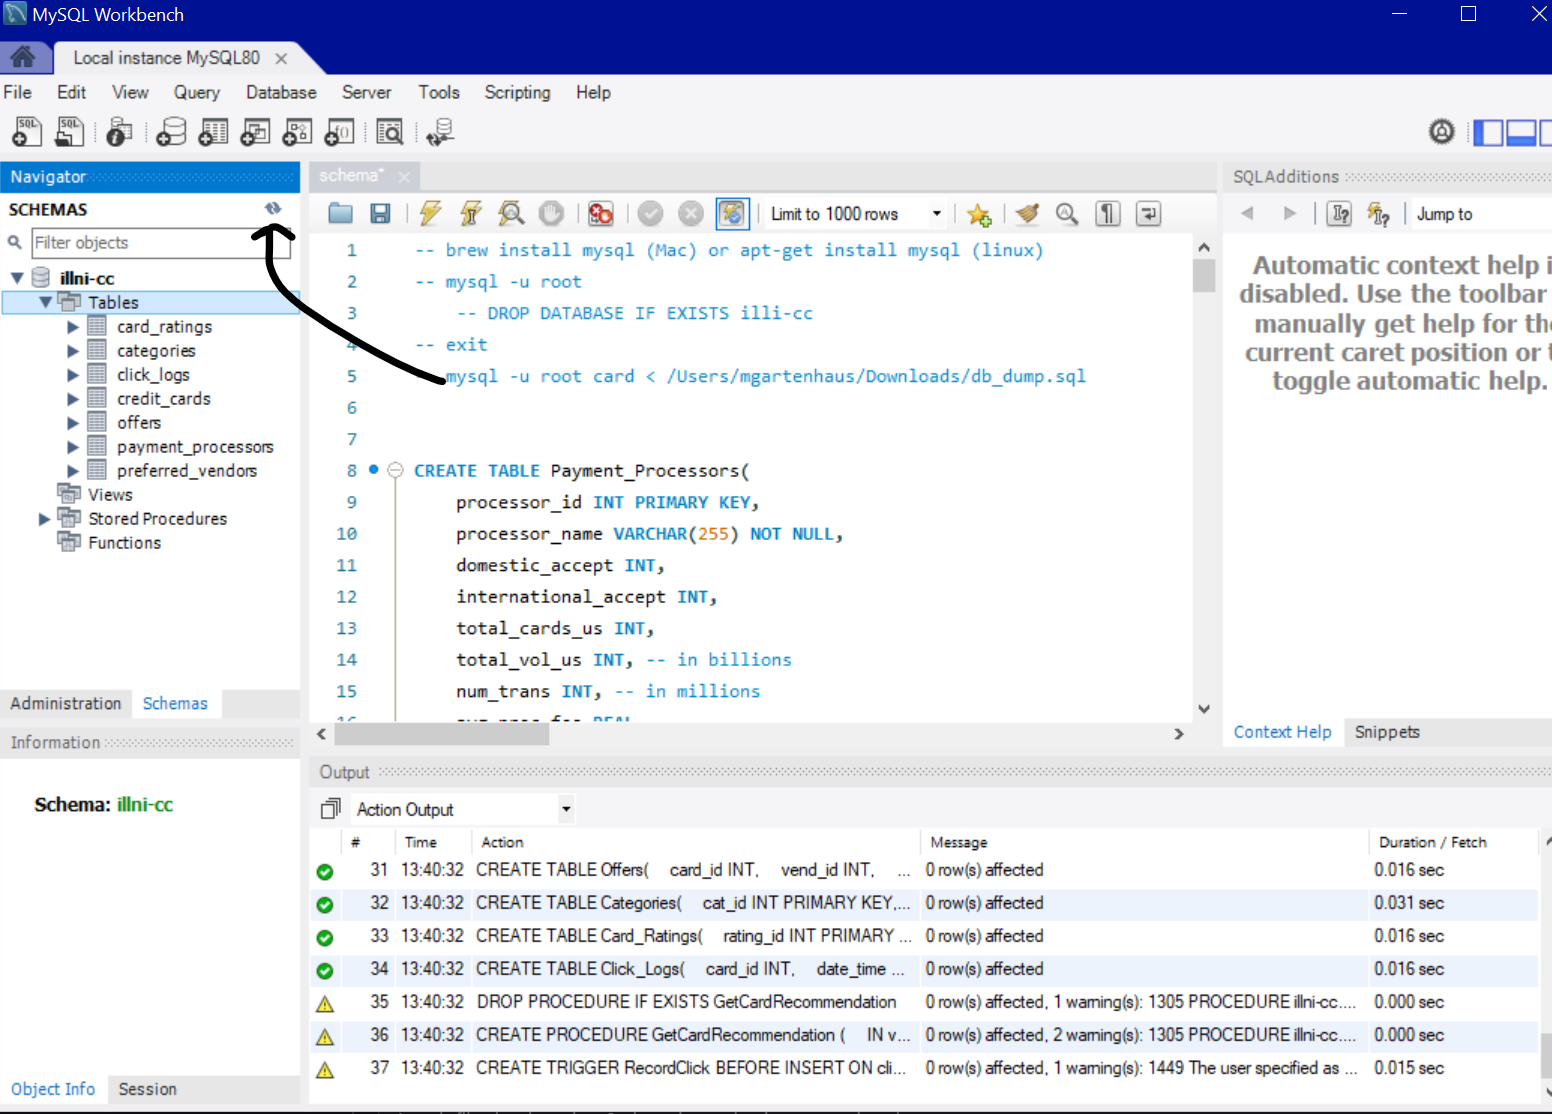 MySQL Workbench
Local instance MySQL80
File Edit View Query Database Server Tools Scripting Help
Navigator
SCHEMAS
Filter objects
illni-cc
Tables
card_ratings
categories
click_logs
credit_cards
offers
payment_processors
preferred_vendors
Views
Stored Procedures
Functions
Administration Schemas
Information
Schema: illni-cc
Object Info Session
schema*
Limit to 1000 rows
1 -- brew install mysql (Mac) or apt-get install mysql (linux)
2 -- mysql -u root
3 -- DROP DATABASE IF EXISTS illi-cc
4 -- exit
5 mysql -u root card < /Users/mgartenhaus/Downloads/db_dump.sql
6
7
8 CREATE TABLE Payment_Processors(
9 processor_id INT PRIMARY KEY,
10 processor_name VARCHAR(255) NOT NULL,
11 domestic_accept INT,
12 international_accept INT,
13 total_cards_us INT,
14 total_vol_us INT, -- in billions
15 num_trans INT, -- in millions
SQLAdditions
Jump to
Automatic context help i
disabled. Use the toolbar
manually get help for the
current caret position or t
toggle automatic help.
Context Help Snippets
Output
Action Output
# Time Action Message Duration / Fetch
31 13:40:32 CREATE TABLE Offers( card_id INT, vend_id INT, ... 0 row(s) affected 0.016 sec
32 13:40:32 CREATE TABLE Categories( cat_id INT PRIMARY KEY,... 0 row(s) affected 0.031 sec
33 13:40:32 CREATE TABLE Card_Ratings( rating_id INT PRIMARY ... 0 row(s) affected 0.016 sec
34 13:40:32 CREATE TABLE Click_Logs( card_id INT, date_time ... 0 row(s) affected 0.016 sec
35 13:40:32 DROP PROCEDURE IF EXISTS GetCardRecommendation 0 row(s) affected, 1 warning(s): 1305 PROCEDURE illni-cc.... 0.000 sec
36 13:40:32 CREATE PROCEDURE GetCardRecommendation ( IN v... 0 row(s) affected, 2 warning(s): 1305 PROCEDURE illni-cc.... 0.000 sec
37 13:40:32 CREATE TRIGGER RecordClick BEFORE INSERT ON cli... 0 row(s) affected, 1 warning(s): 1449 The user specified as ... 0.015 sec